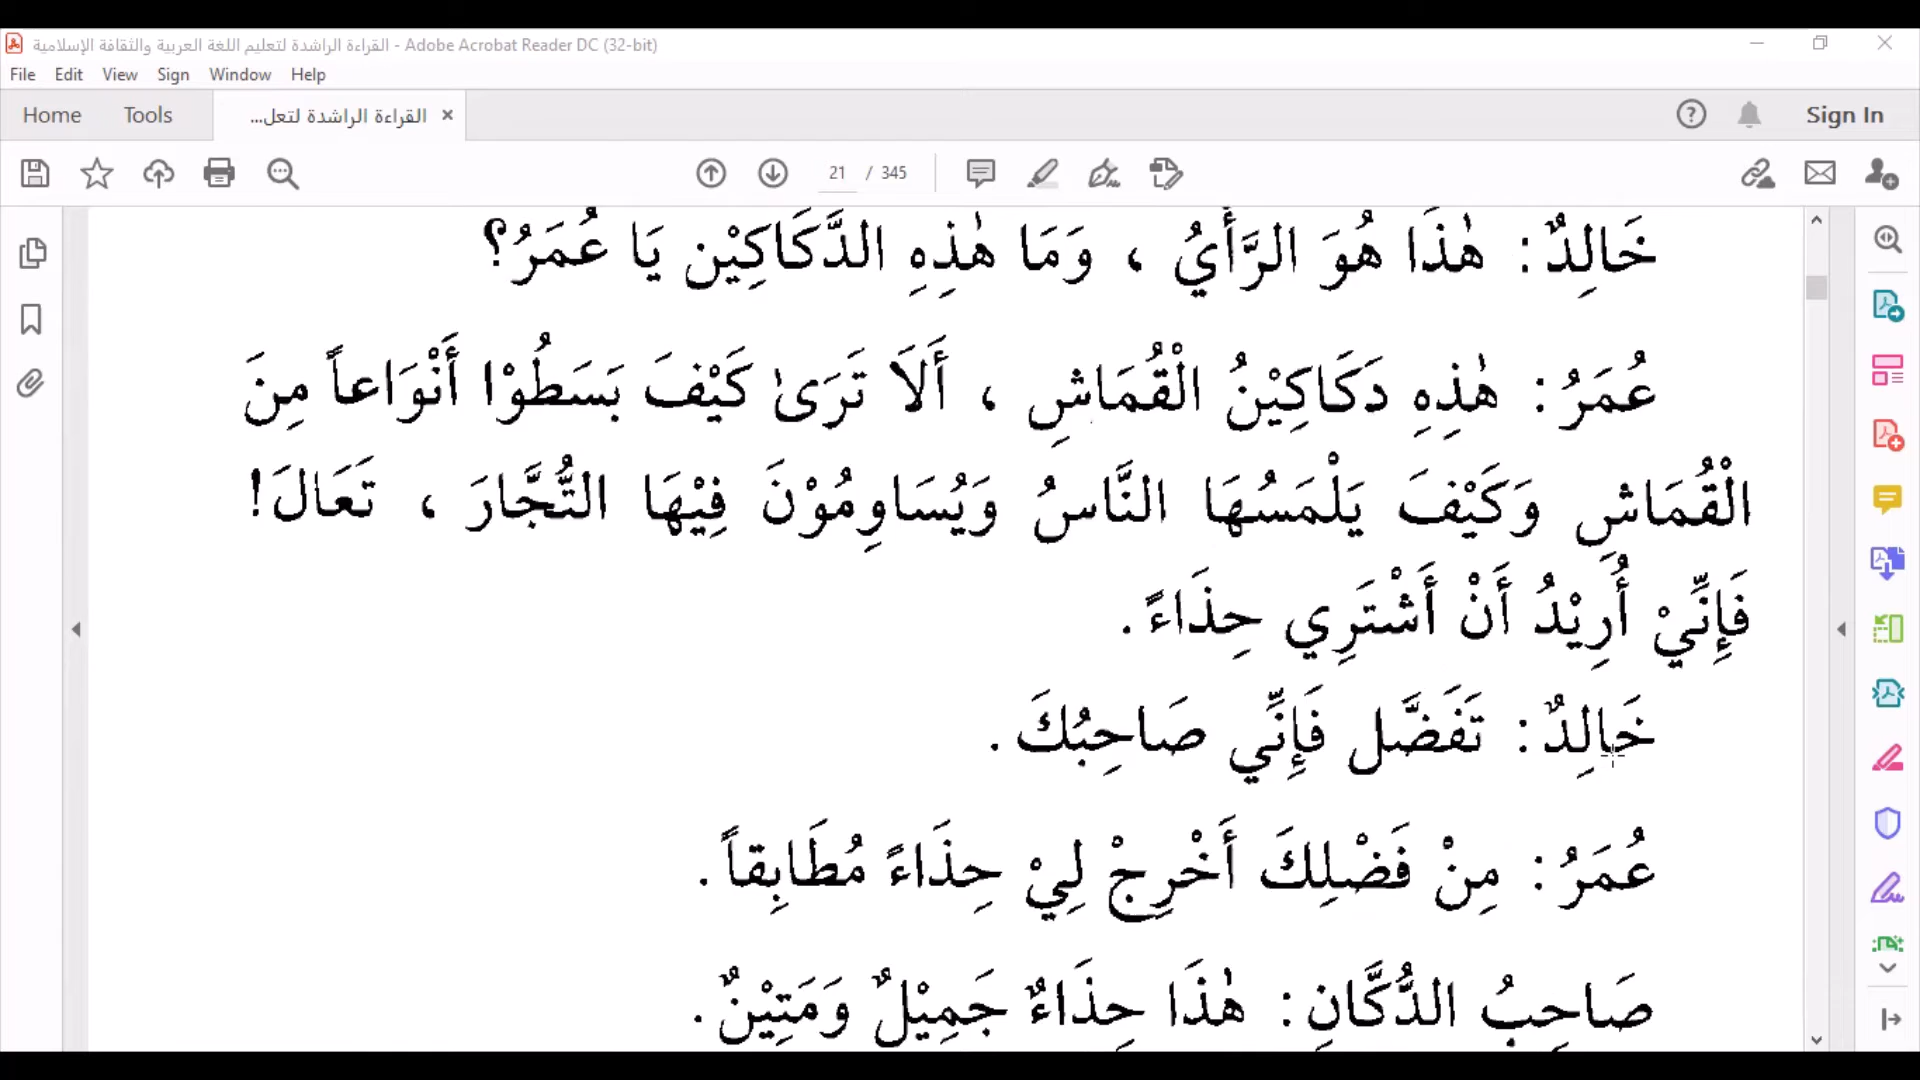 القراءة الراشدة لتعليم اللغة العربية والثقافة الإسلامية - Adobe Acrobat Reader DC (32-bit)
File Edit View Sign Window Help
Home Tools القراءة الراشدة لتعل... × Sign In
21 / 345
خَالِدٌ: هٰذَا هُوَ الرَّأْيُ ، وَمَا هٰذِهِ الدَّكَاكِيْن يَا عُمَرُ؟
عُمَرُ: هٰذِهِ دَكَاكِيْنُ الْقُمَاشِ ، أَلَا تَرَىٰ كَيْفَ بَسَطُوْا أَنْوَاعاً مِنَ
الْقُمَاشِ وَكَيْفَ يَلْمَسُهَا النَّاسُ وَيُسَاوِمُوْنَ فِيْهَا التُّجَّارَ ، تَعَالَ!
فَإِنِّيْ أُرِيْدُ أَنْ أَشْتَرِي حِذَاءً.
خَالِدٌ: تَفَضَّل فَإِنِّي صَاحِبُكَ.
عُمَرُ: مِنْ فَضْلِكَ أَخْرِجْ لِيْ حِذَاءً مُطَابِقاً.
صَاحِبُ الدُّكَّانِ: هٰذَا حِذَاءٌ جَمِيْلٌ وَمَتِيْنٌ.